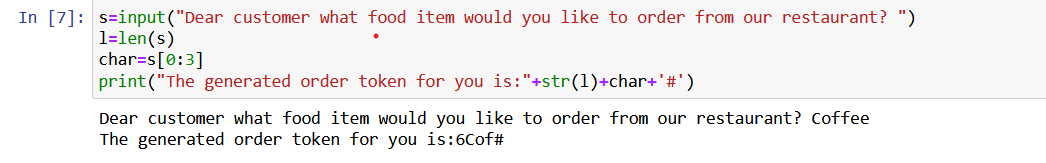 In [7]: s=input("Dear customer what food item would you like to order from our restaurant? ")
l=len(s)
char=s[0:3]
print("The generated order token for you is:"+str(l)+char+'#')
Dear customer what food item would you like to order from our restaurant? Coffee
The generated order token for you is:6Cof#